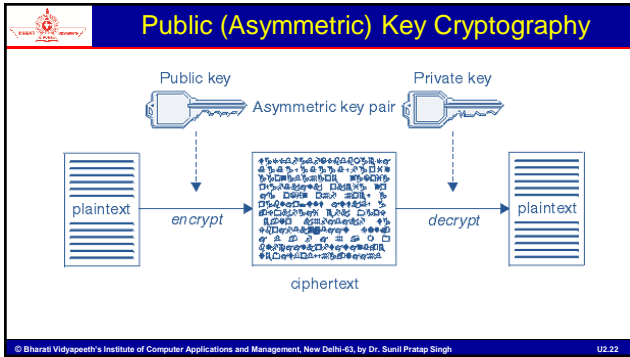 Public (Asymmetric) Key Cryptography
Public key
Private key
Asymmetric key pair
plaintext
encrypt
decrypt
plaintext
ciphertext
© Bharati Vidyapeeth's Institute of Computer Applications and Management, New Delhi-63, by Dr. Sunil Pratap Singh
U2.22